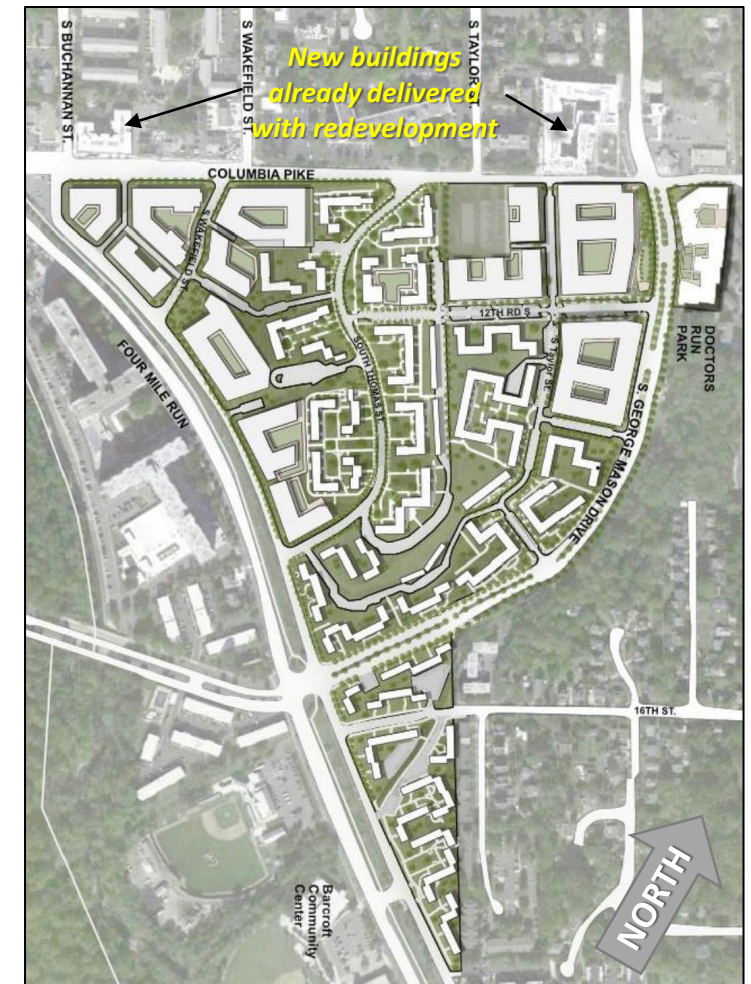 S BUCHANNAN ST.
S WAKEFIELD ST.
S TAYLOR ST.
New buildings
already delivered
with redevelopment
COLUMBIA PIKE
S WAKEFIELD ST.
12TH RD S
SOUTH THOMAS ST.
S Taylor St.
DOCTORS
RUN
PARK
FOUR MILE RUN
S. GEORGE MASON DRIVE
16TH ST.
Barcroft
Community
Center
NORTH